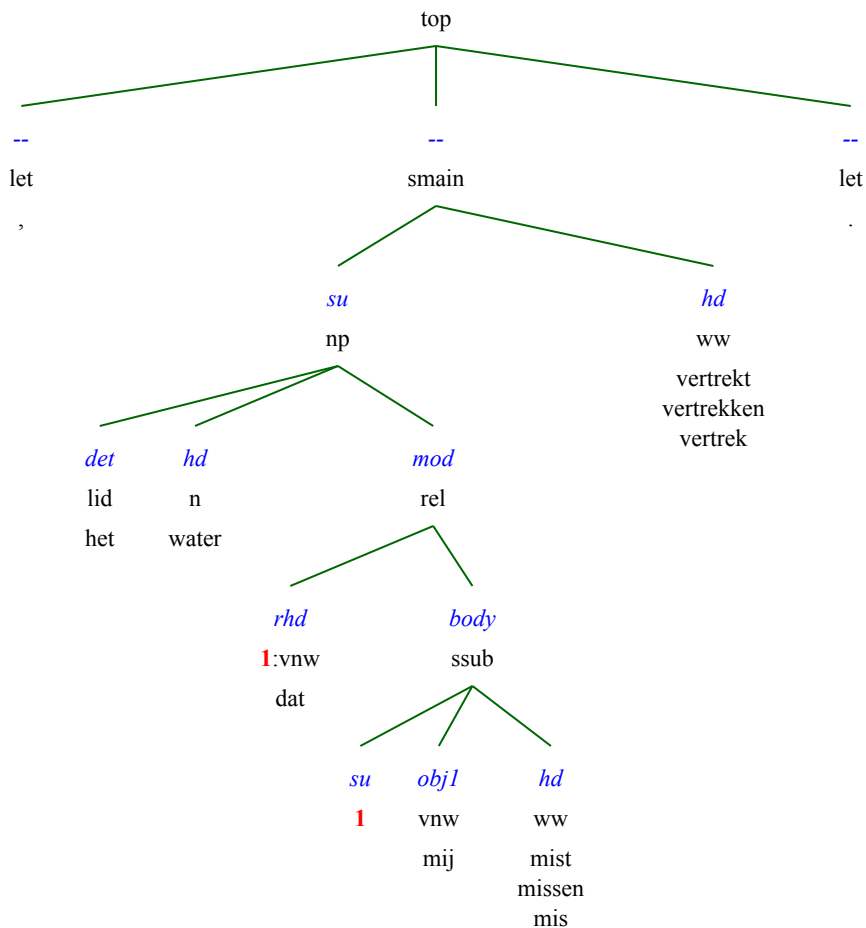 top
-- -- --
let smain let
, .
su hd
np ww
vertrekt
vertrekken
vertrek
det hd mod
lid n rel
het water
rhd body
1:vnw ssub
dat
su obj1 hd
1 vnw ww
mij mist
missen
mis